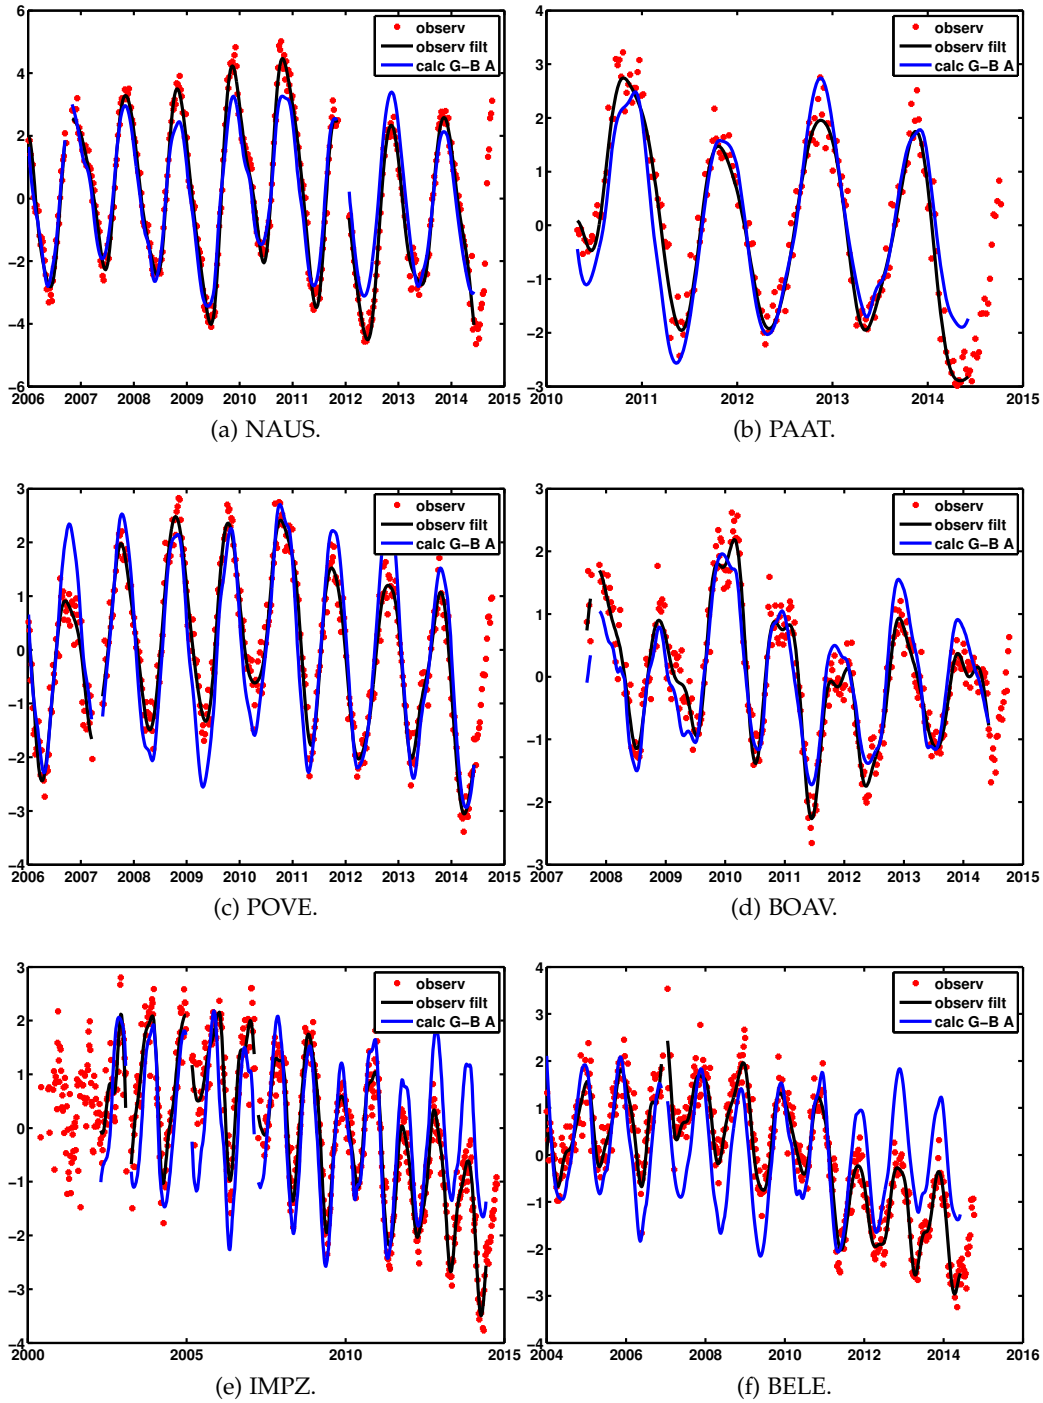 6
4
2
0
−2
−4
−6
2006 2007 2008 2009 2010 2011 2012 2013 2014 2015
observ
observ filt
calc G−B A
(a) NAUS.
4
3
2
1
0
−1
−2
−3
2010 2011 2012 2013 2014 2015
observ
observ filt
calc G−B A
(b) PAAT.
3
2
1
0
−1
−2
−3
−4
2006 2007 2008 2009 2010 2011 2012 2013 2014 2015
observ
observ filt
calc G−B A
(c) POVE.
3
2
1
0
−1
−2
−3
2007 2008 2009 2010 2011 2012 2013 2014 2015
observ
observ filt
calc G−B A
(d) BOAV.
3
2
1
0
−1
−2
−3
−4
2000 2005 2010 2015
observ
observ filt
calc G−B A
(e) IMPZ.
4
3
2
1
0
−1
−2
−3
−4
2004 2006 2008 2010 2012 2014 2016
observ
observ filt
calc G−B A
(f) BELE.